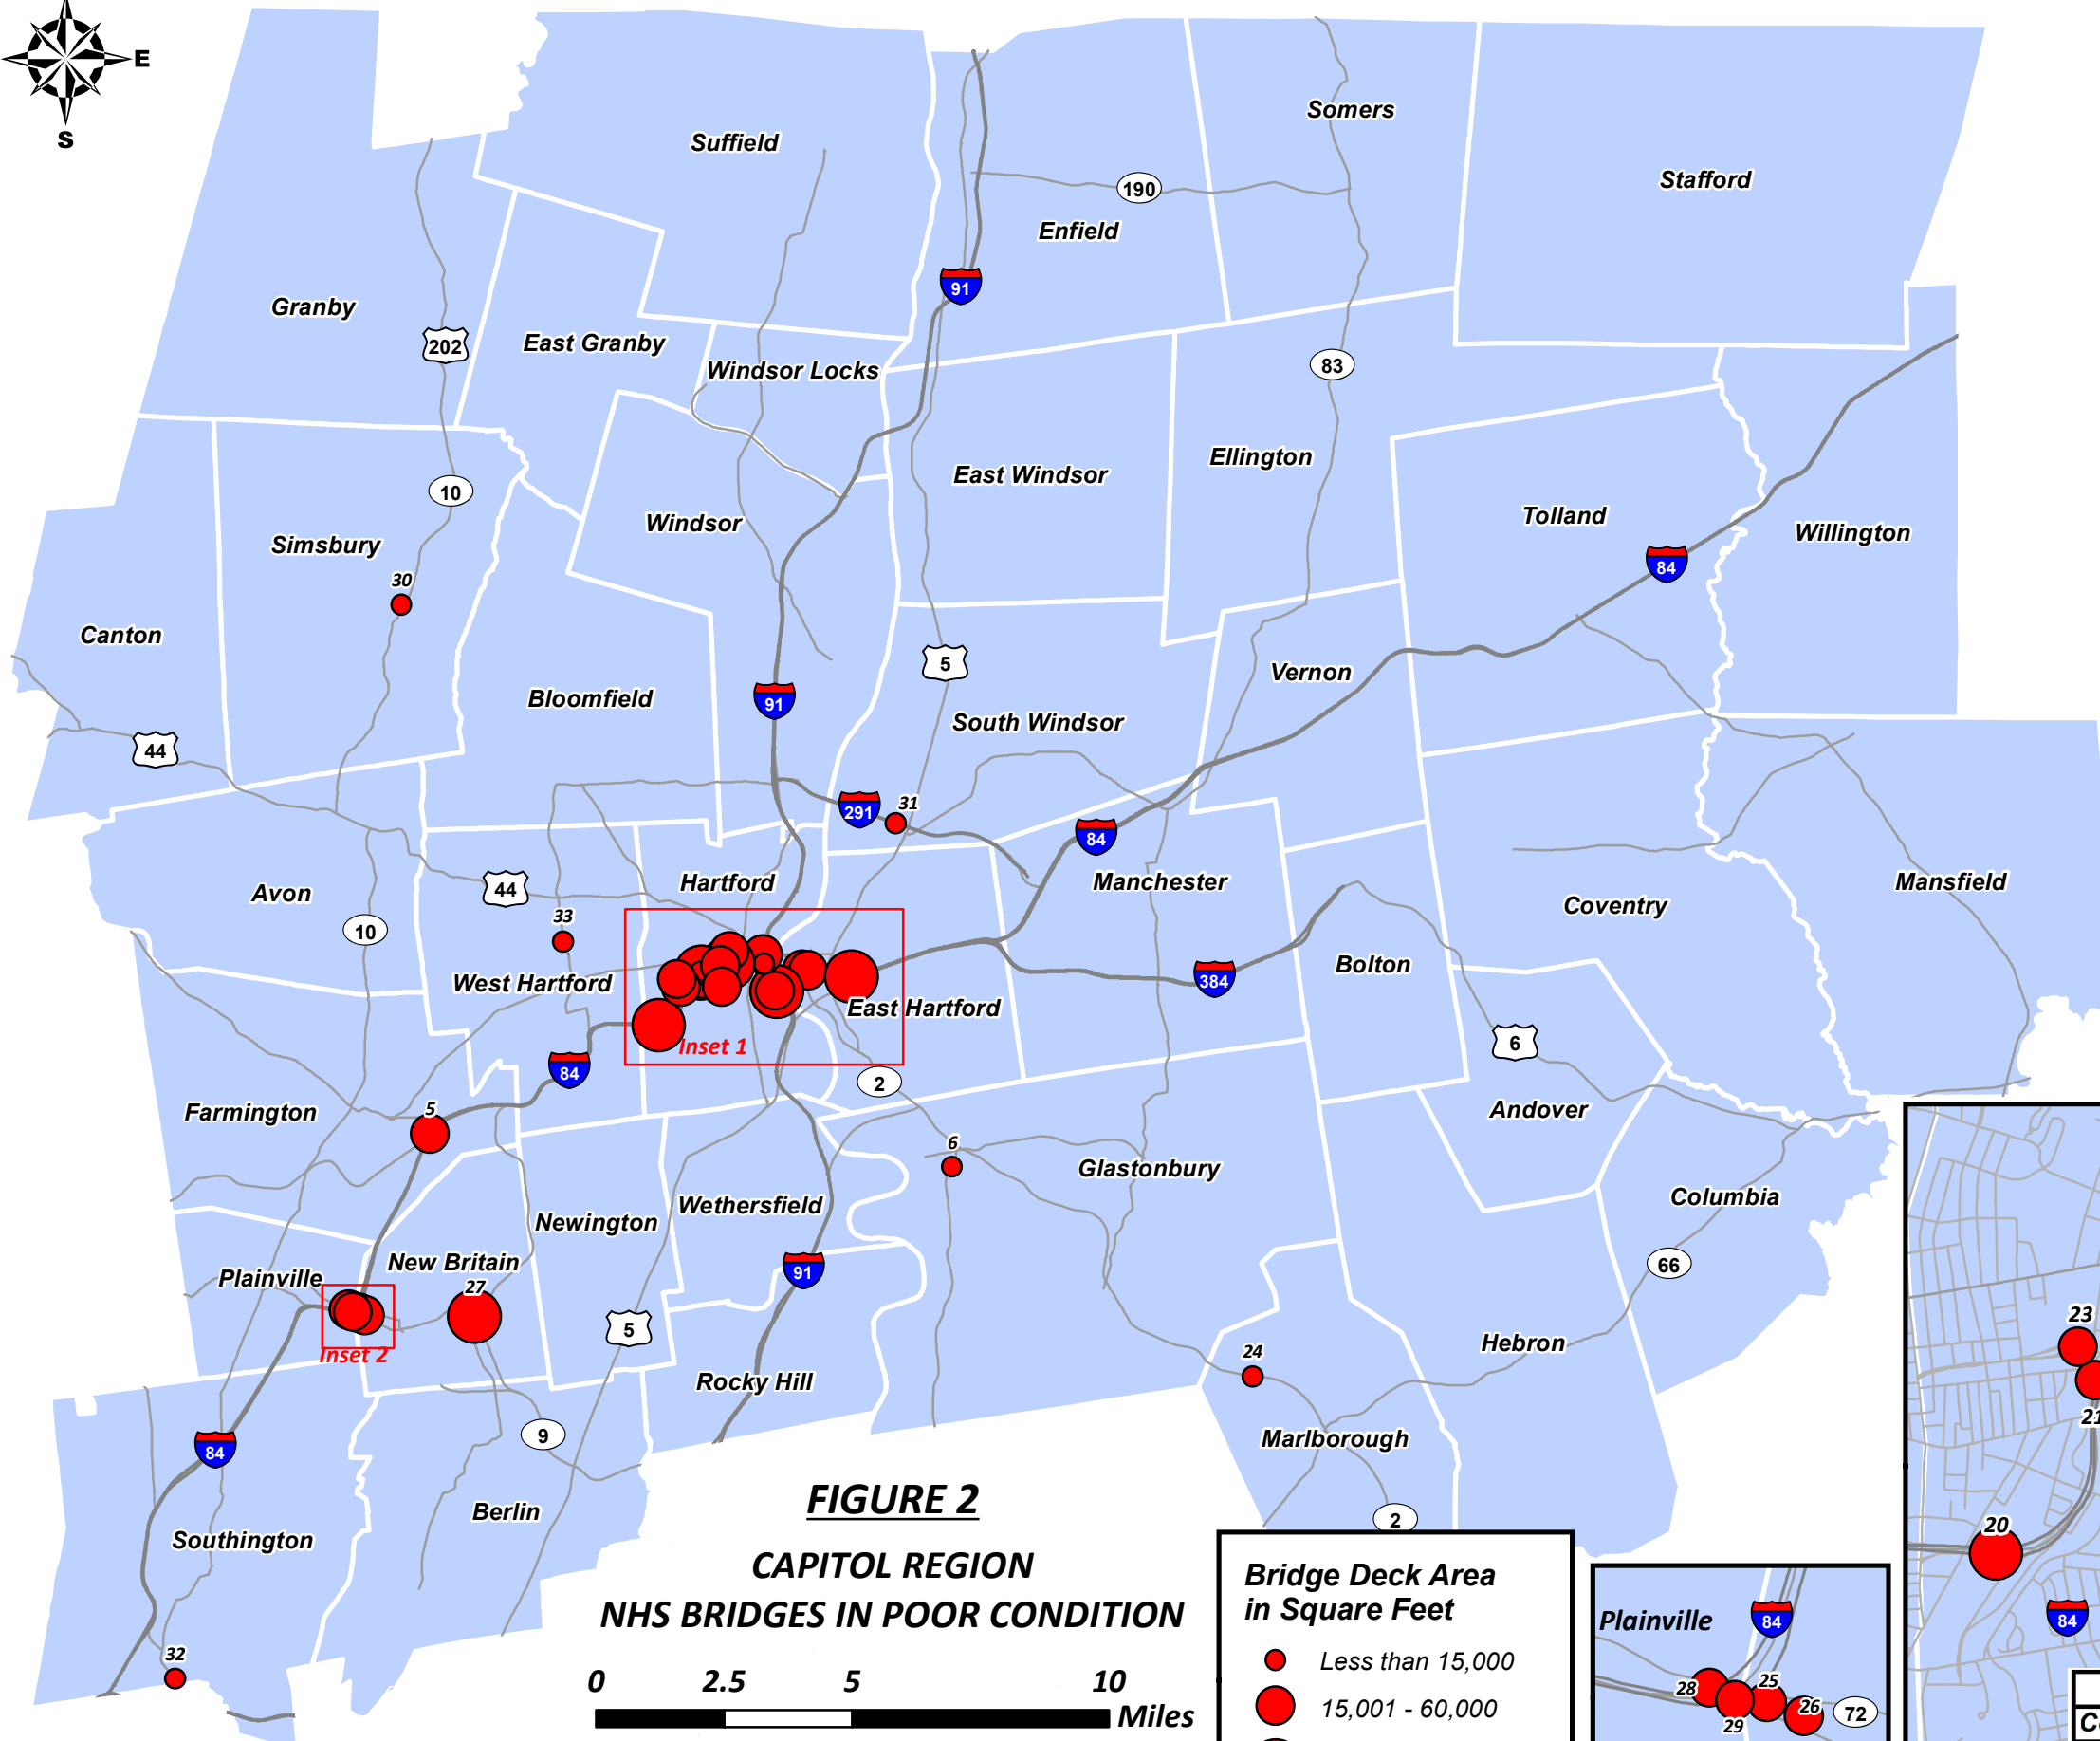 E
S
Somers
Suffield
Stafford
190
Enfield
91
Granby
East Granby
202
Windsor Locks
83
Ellington
East Windsor
10
Windsor
Tolland
Willington
Simsbury
84
30
Canton
5
Vernon
Bloomfield
91
South Windsor
44
291
31
84
Hartford
Manchester
Avon
44
Mansfield
Coventry
33
10
Bolton
West Hartford
384
East Hartford
Inset 1
6
84
2
Farmington
5
Andover
6
Glastonbury
Columbia
Wethersfield
Newington
New Britain
91
66
Plainville
27
23
5
Hebron
Inset 2
24
Rocky Hill
21
84
9
Marlborough
FIGURE 2
Berlin
2
20
Southington
CAPITOL REGION
Bridge Deck Area
in Square Feet
NHS BRIDGES IN POOR CONDITION
Plainville
84
84
32
Less than 15,000
0 2.5 5 10
28
25
15,001 - 60,000
26
72
Miles
29